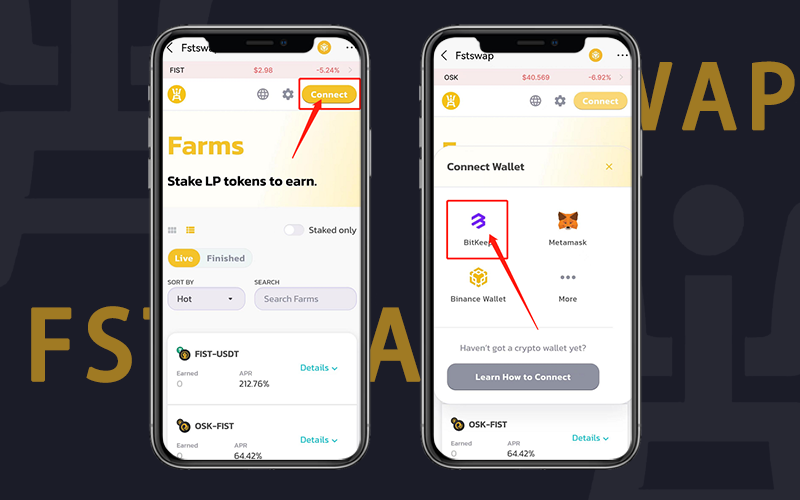 Fstswap
FIST $2.98 -5.24%
Connect
Farms
Stake LP tokens to earn.
Staked only
Live Finished
SORT BY SEARCH
Hot Search Farms
FIST-USDT
Earned APR
0 212.76%
Details
OSK-FIST
Earned APR
0 64.42%
Details
Fstswap
OSK $40.569 -6.92%
Connect
Connect Wallet
Metamask
Binance Wallet
More
Haven't got a crypto wallet yet?
Learn How to Connect
OSK-FIST
Earned APR
0 64.42%
Details